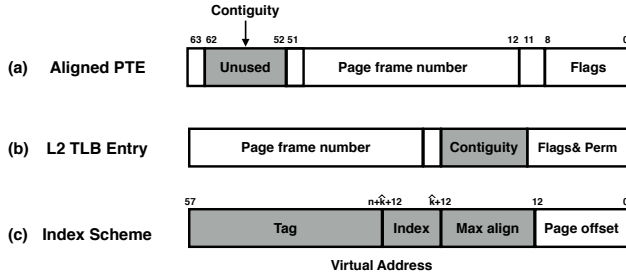 Contiguity
63 62 52 51 12 11 8 0
(a) Aligned PTE Unused Page frame number Flags
(b) L2 TLB Entry Page frame number Contiguity Flags& Perm
57 n+k̂+12 k̂+12 12 0
(c) Index Scheme Tag Index Max align Page offset
Virtual Address